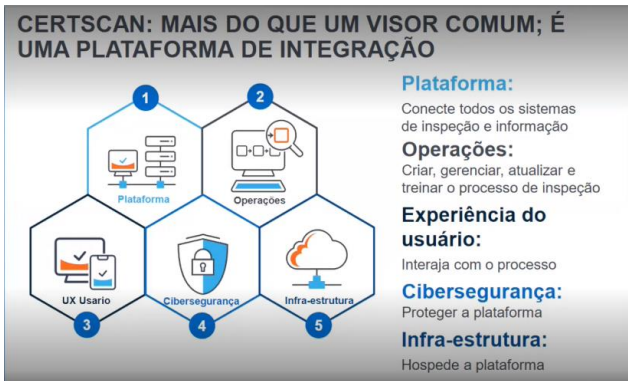 CERTSCAN: MAIS DO QUE UM VISOR COMUM; É
UMA PLATAFORMA DE INTEGRAÇÃO
1
2
Plataforma
Operações
UX Usario
Cibersegurança
Infra-estrutura
3
4
5
Plataforma:
Conecte todos os sistemas
de inspeção e informação
Operações:
Criar, gerenciar, atualizar e
treinar o processo de inspeção
Experiência do
usuário:
Interaja com o processo
Cibersegurança:
Proteger a plataforma
Infra-estrutura:
Hospede a plataforma